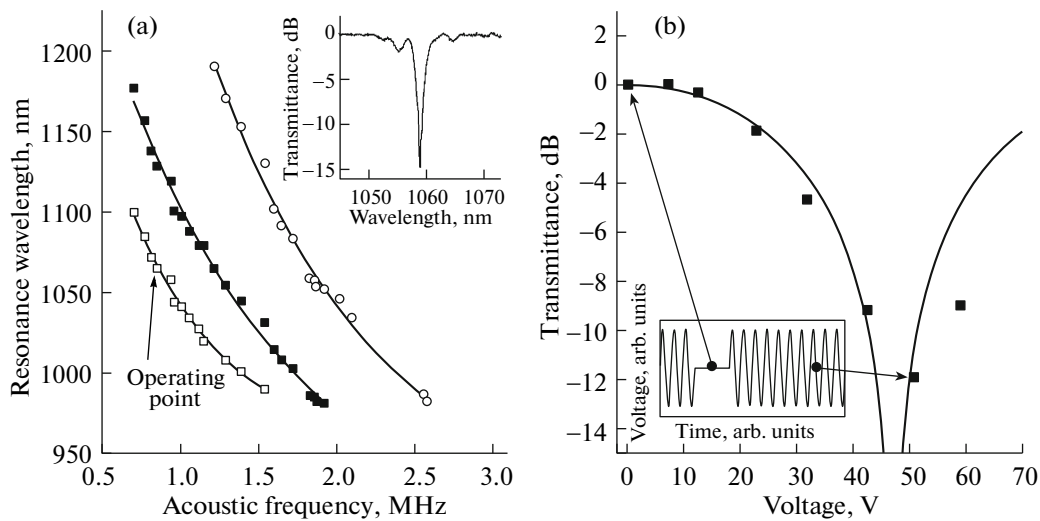 (a)
Resonance wavelength, nm
1200
1150
1100
1050
1000
950
0.5 1.0 1.5 2.0 2.5 3.0
Acoustic frequency, MHz
Operating
point
Transmittance, dB
0
−5
−10
−15
1050 1060 1070
Wavelength, nm
(b)
Transmittance, dB
2
0
−2
−4
−6
−8
−10
−12
−14
0 10 20 30 40 50 60 70
Voltage, V
Voltage, arb. units
Time, arb. units